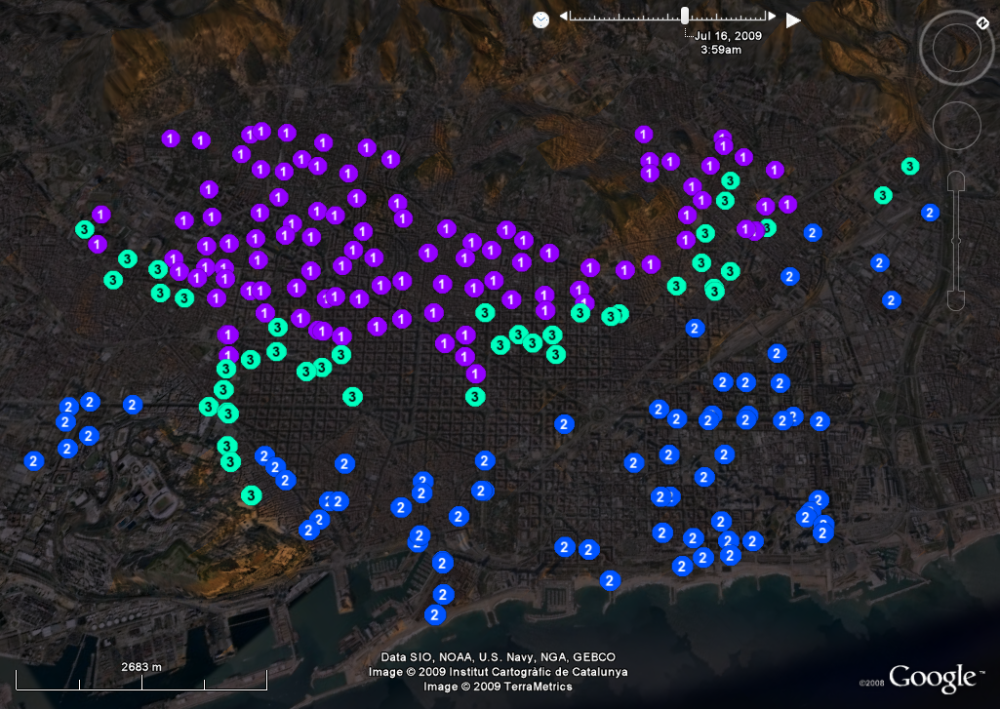 Jul 16, 2009
3:59am
2683 m
Data SIO, NOAA, U.S. Navy, NGA, GEBCO
Image © 2009 Institut Cartogràfic de Catalunya
Image © 2009 TerraMetrics
©2008 Google™